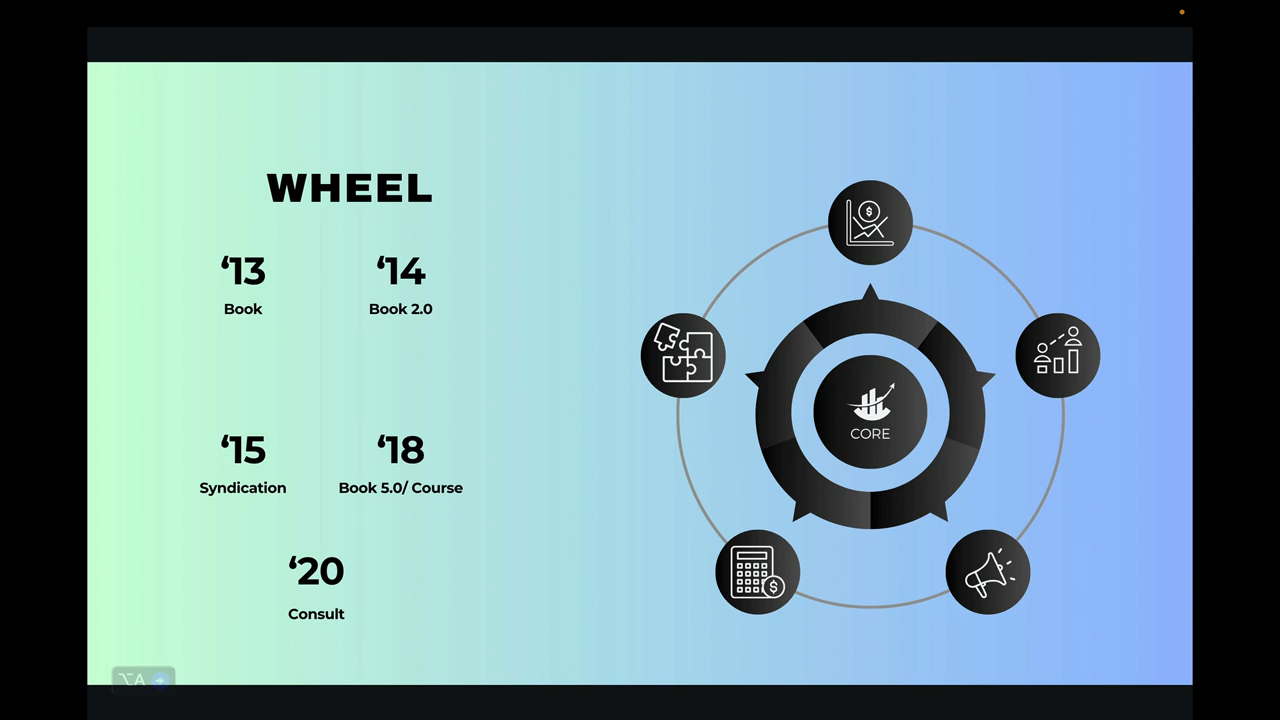 WHEEL
‘13 ‘14
Book Book 2.0
‘15 ‘18
Syndication Book 5.0/ Course
‘20
Consult
$
CORE
$
⌥A